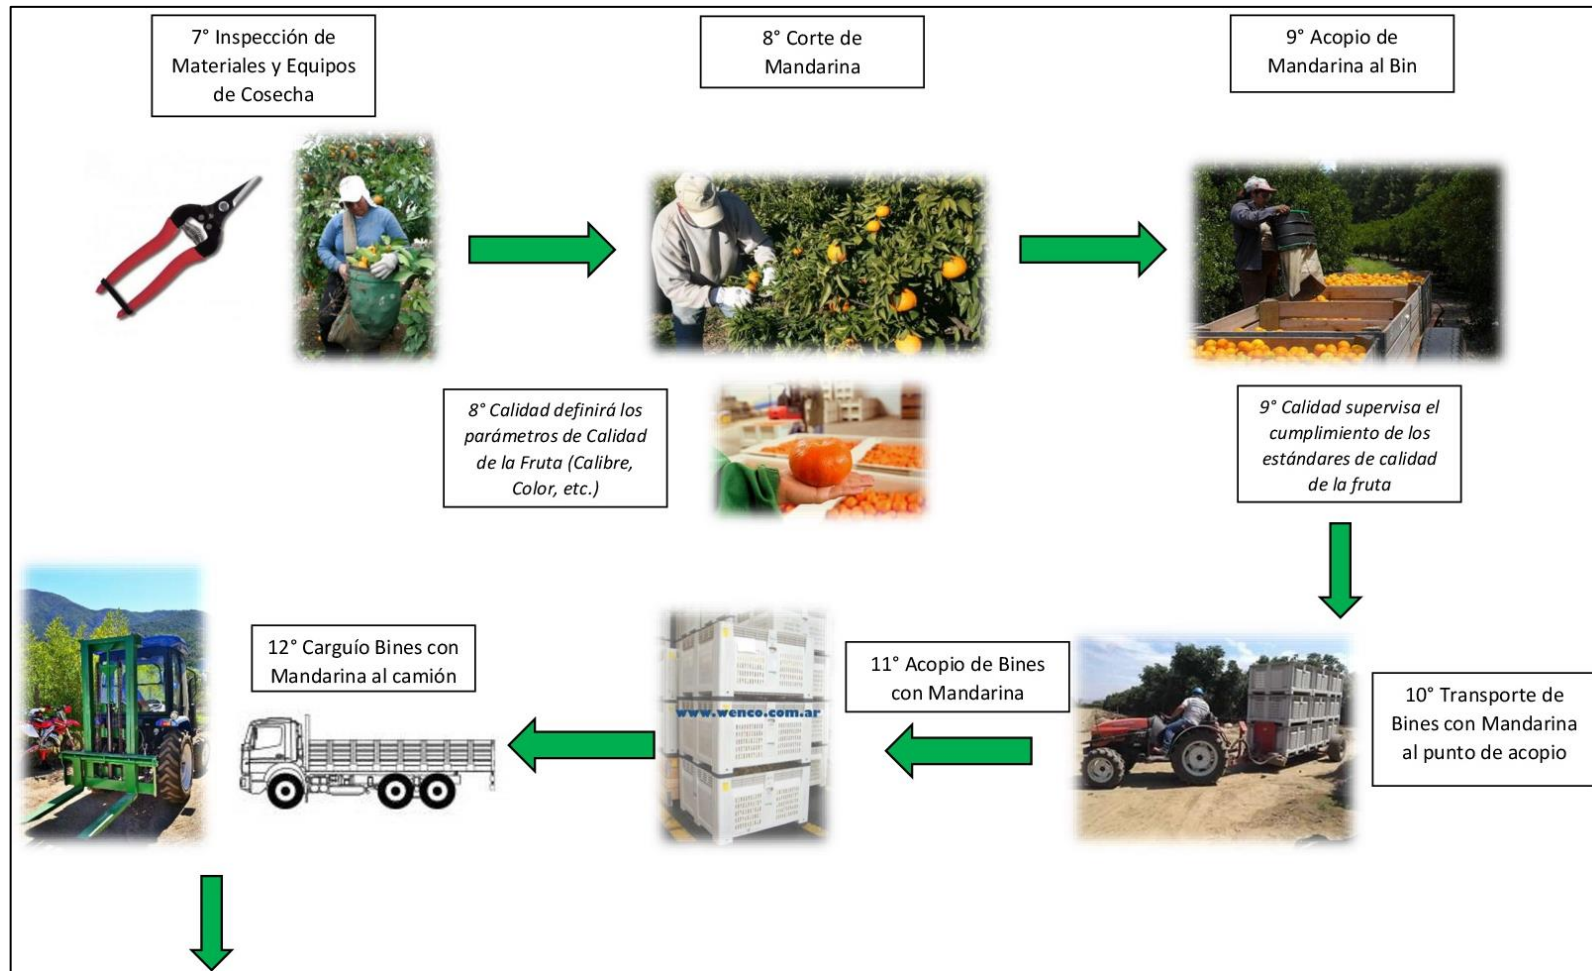 7° Inspección de
Materiales y Equipos
de Cosecha
8° Corte de
Mandarina
9° Acopio de
Mandarina al Bin
8° Calidad definirá los
parámetros de Calidad
de la Fruta (Calibre,
Color, etc.)
9° Calidad supervisa el
cumplimiento de los
estándares de calidad
de la fruta
10° Transporte de
Bines con Mandarina
al punto de acopio
11° Acopio de Bines
con Mandarina
www.wenco.com.ar
12° Carguío Bines con
Mandarina al camión